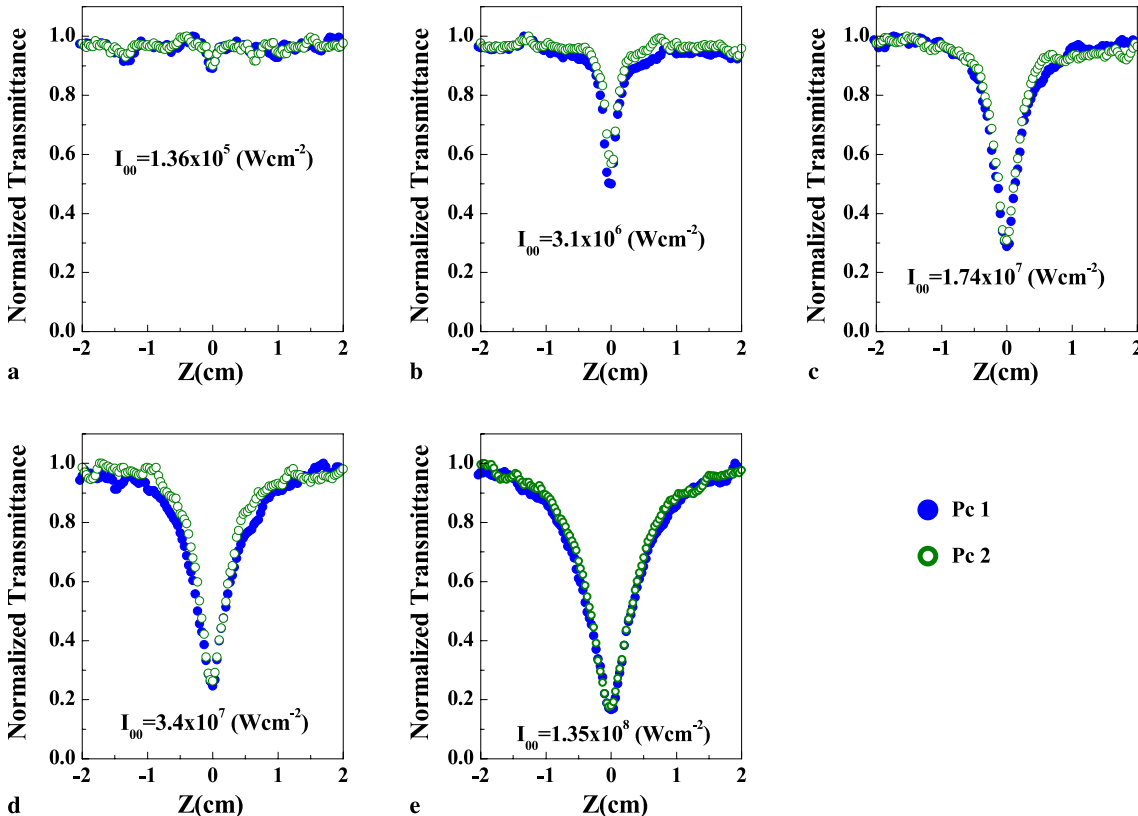 Normalized Transmittance
1.0
0.8
0.6
0.4
0.2
0.0
I00=1.36x10^5 (Wcm^-2)
-2 -1 0 1 2
Z(cm)
a
Normalized Transmittance
1.0
0.8
0.6
0.4
0.2
0.0
I00=3.1x10^6 (Wcm^-2)
-2 -1 0 1 2
Z(cm)
b
Normalized Transmittance
1.0
0.8
0.6
0.4
0.2
0.0
I00=1.74x10^7 (Wcm^-2)
-2 -1 0 1 2
Z(cm)
c
Normalized Transmittance
1.0
0.8
0.6
0.4
0.2
0.0
I00=3.4x10^7 (Wcm^-2)
-2 -1 0 1 2
Z(cm)
d
Normalized Transmittance
1.0
0.8
0.6
0.4
0.2
0.0
I00=1.35x10^8 (Wcm^-2)
-2 -1 0 1 2
Z(cm)
e
Pc 1
Pc 2